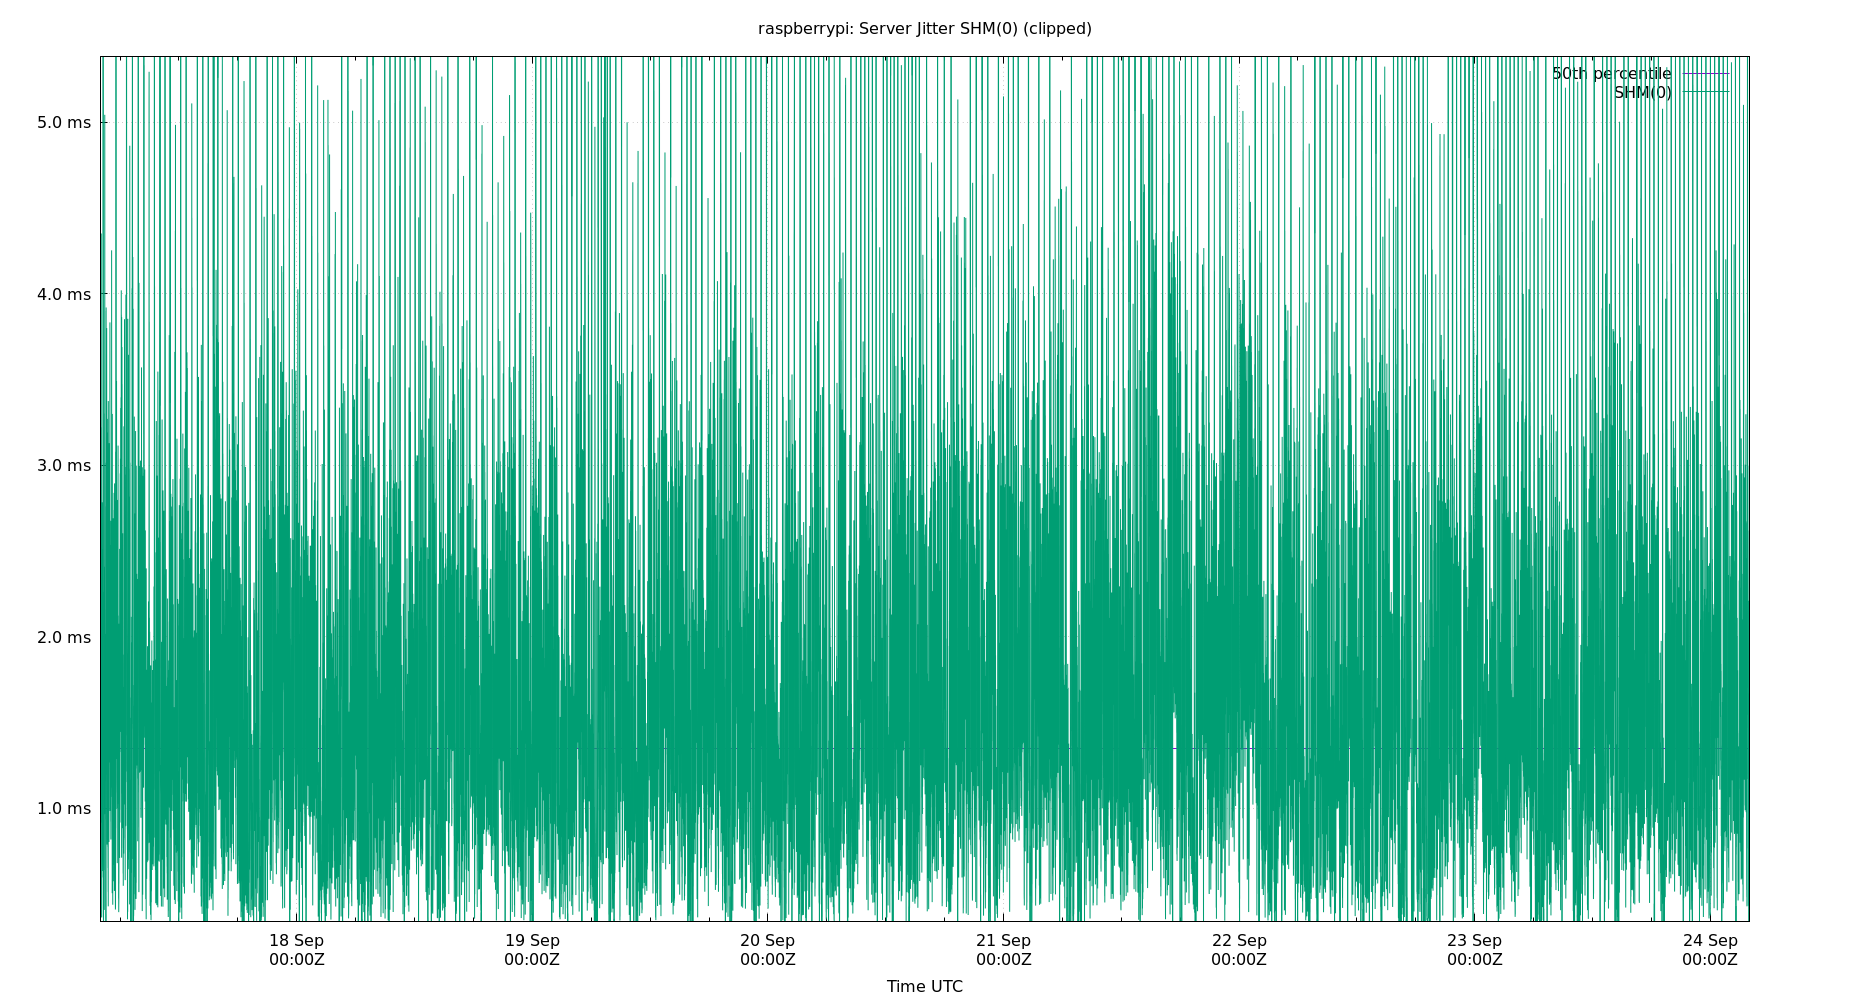 raspberrypi: Server Jitter SHM(0) (clipped)
50th percentile
SHM(0)
5.0 ms
4.0 ms
3.0 ms
2.0 ms
1.0 ms
18 Sep 19 Sep 20 Sep 21 Sep 22 Sep 23 Sep 24 Sep
00:00Z 00:00Z 00:00Z 00:00Z 00:00Z 00:00Z 00:00Z
Time UTC